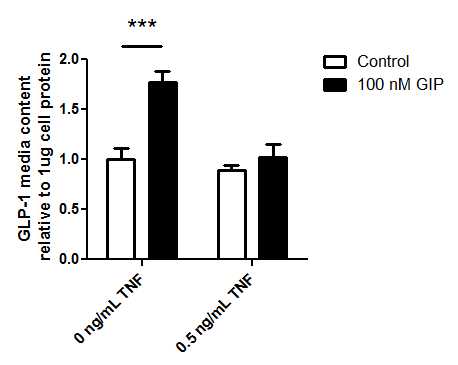 ***
Control
100 nM GIP
GLP-1 media content
relative to 1ug cell protein
2.0
1.5
1.0
0.5
0.0
0 ng/mL TNF
0.5 ng/mL TNF